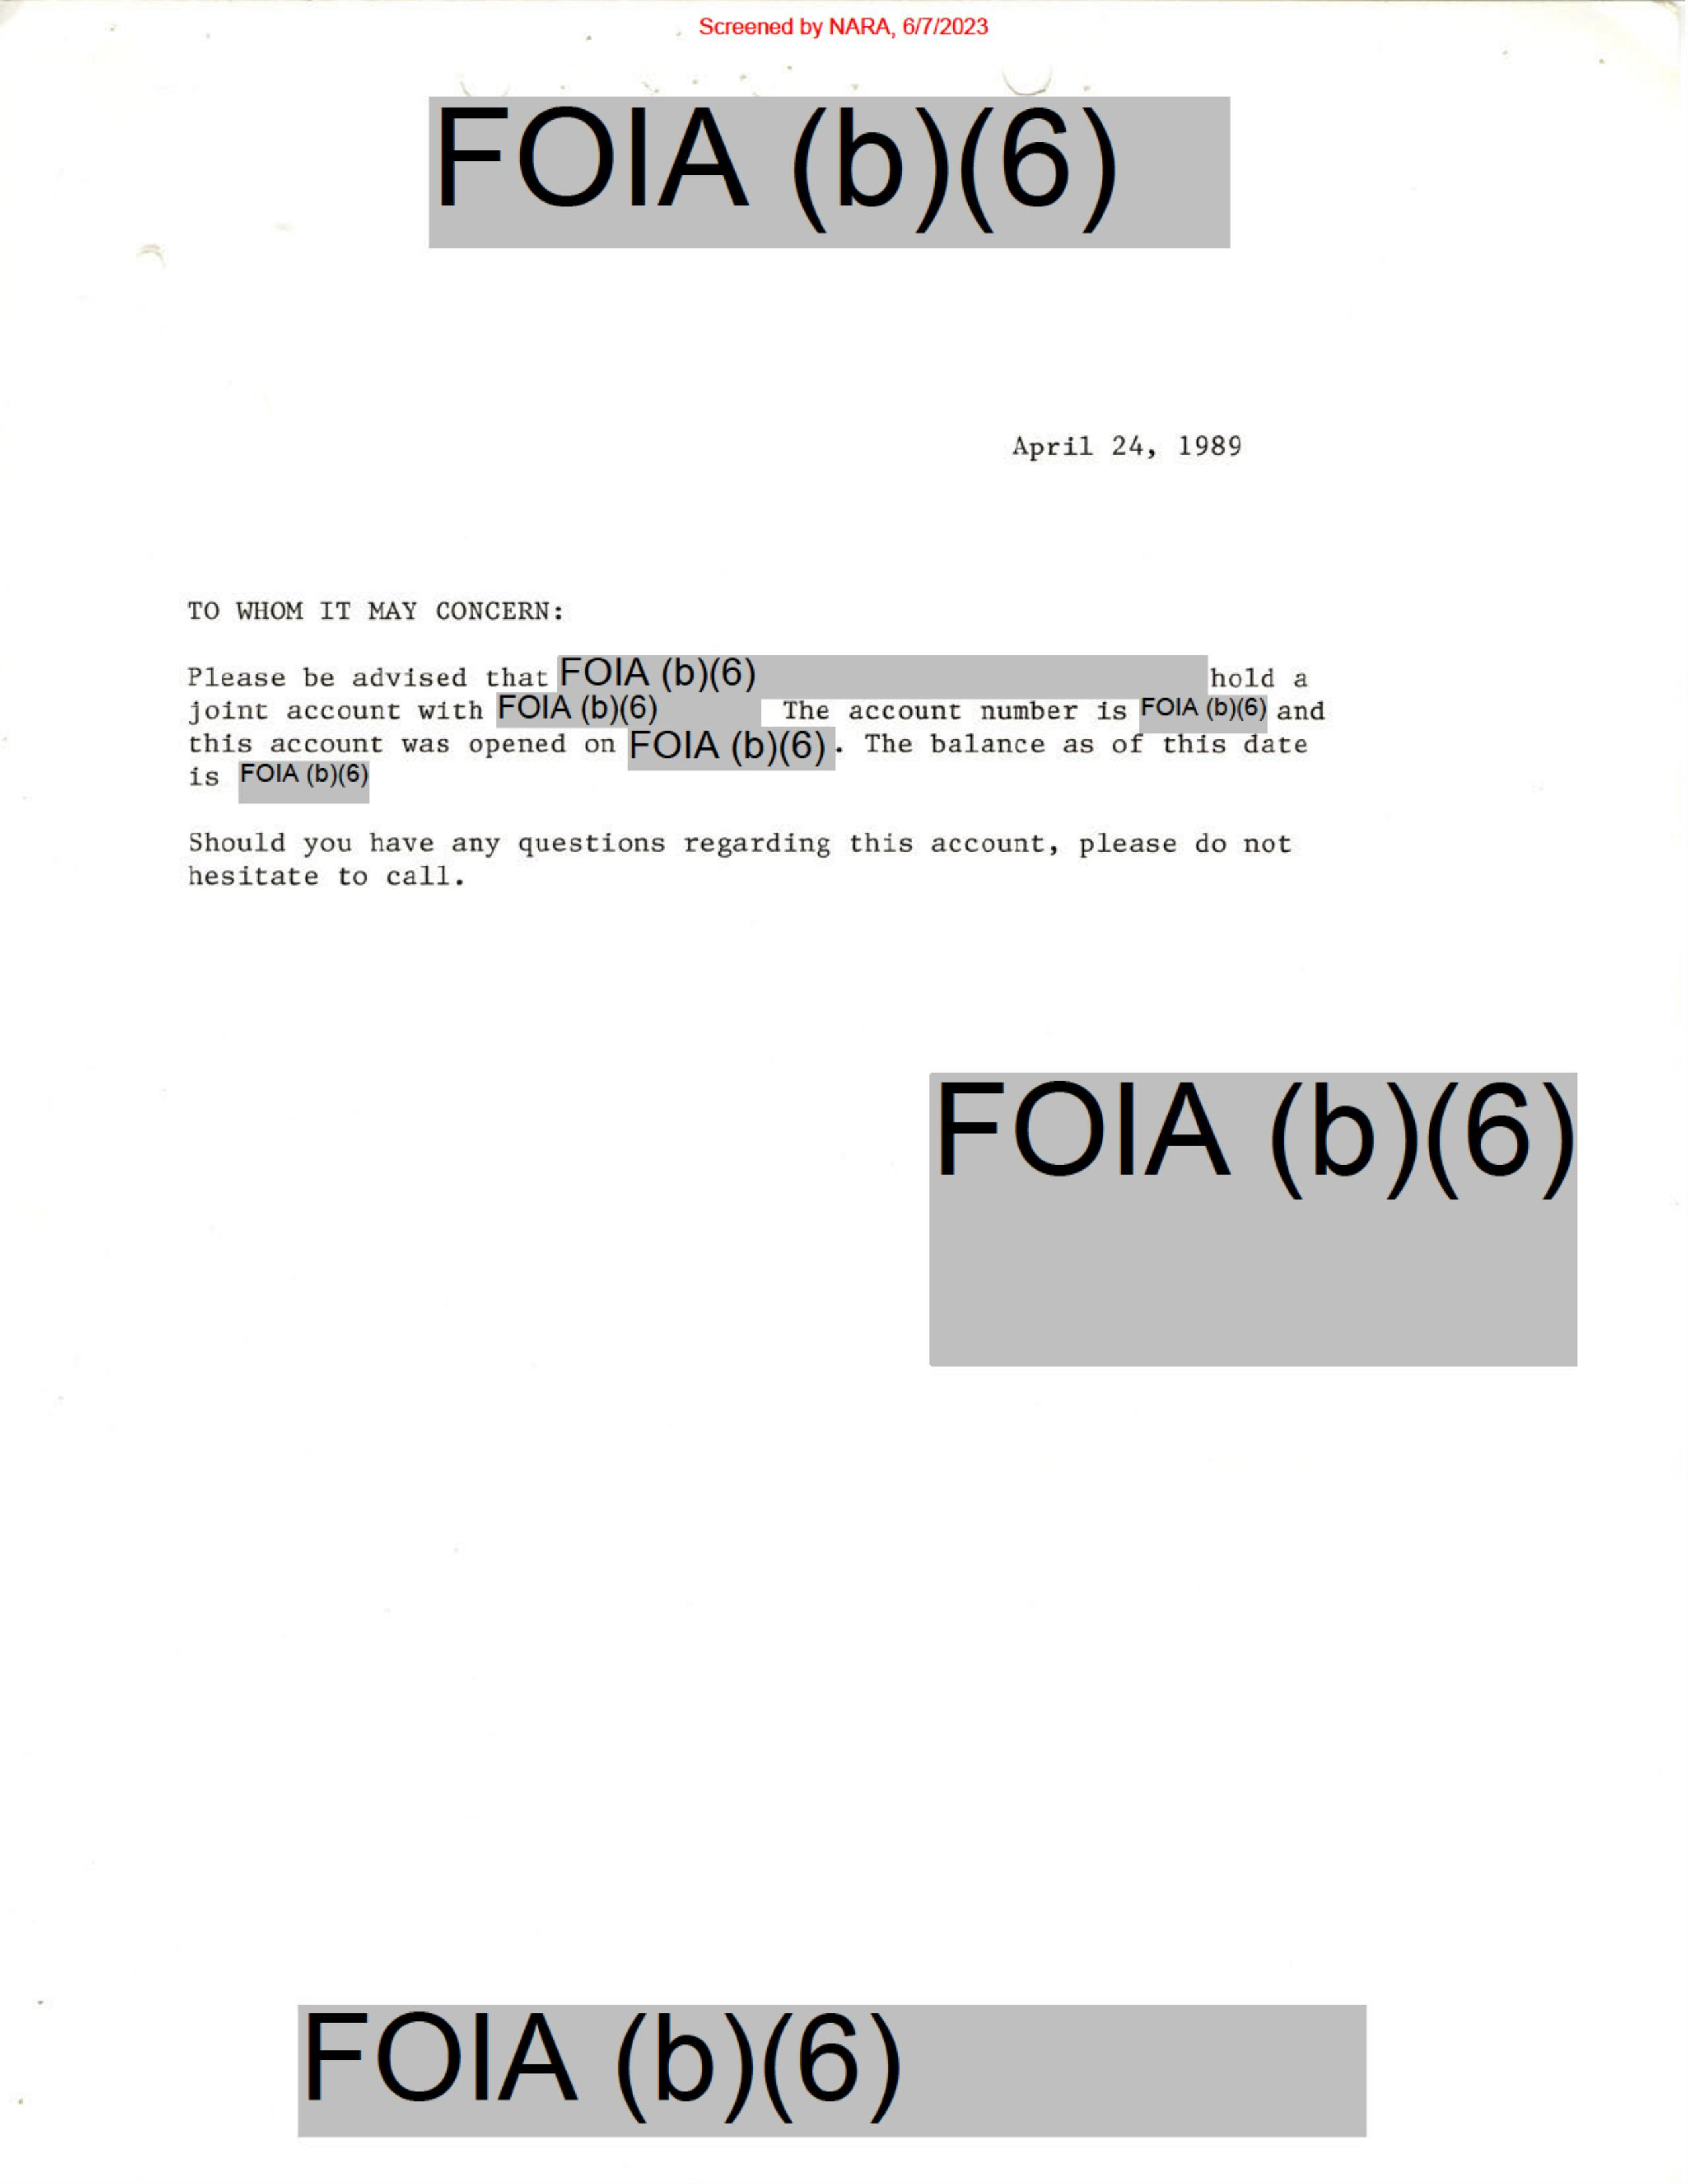 Screened by NARA, 6/7/2023
FOIA (b)(6)
April 24, 1989
TO WHOM IT MAY CONCERN:
Please be advised that FOIA (b)(6) hold a
joint account with FOIA (b)(6) The account number is FOIA (b)(6) and
this account was opened on FOIA (b)(6). The balance as of this date
is FOIA (b)(6)
Should you have any questions regarding this account, please do not
hesitate to call.
FOIA (b)(6)
FOIA (b)(6)